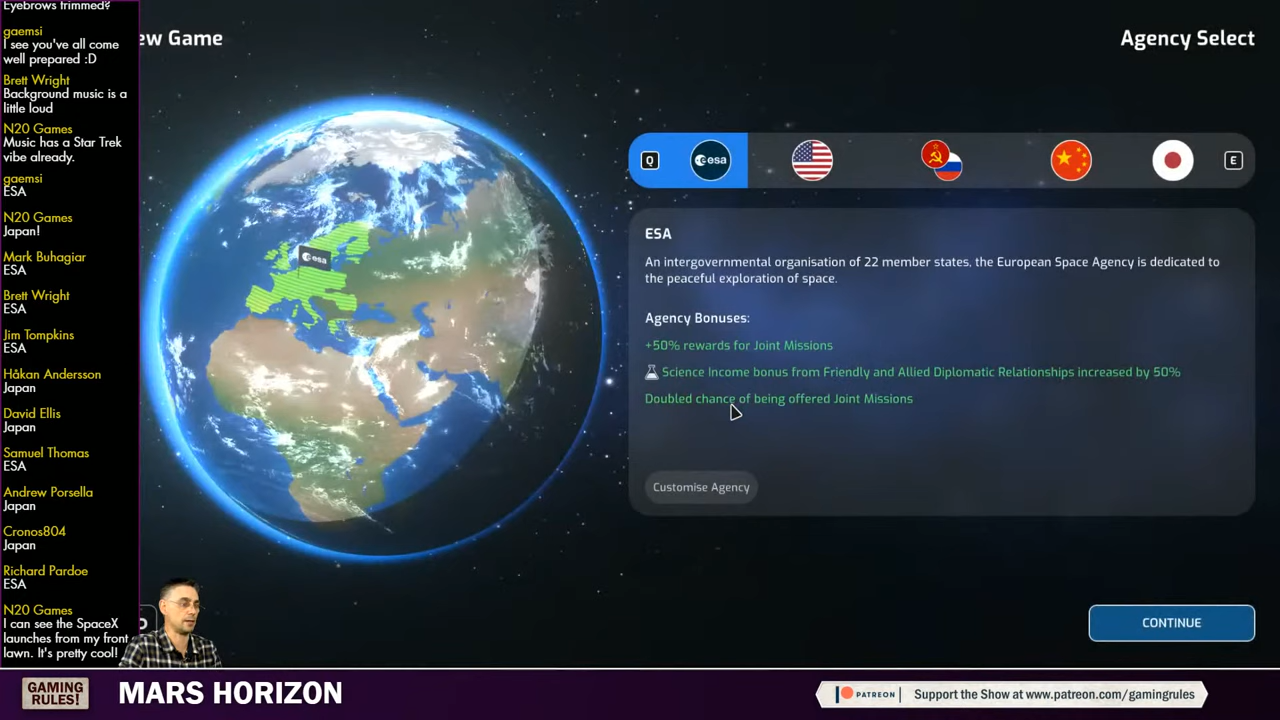 Eyebrows trimmed?
gaemsi
I see you've all come
well prepared :D
Brett Wright
Background music is a
little loud
N20 Games
Music has a Star Trek
vibe already.
gaemsi
ESA
N20 Games
Japan!
Mark Buhagiar
ESA
Brett Wright
ESA
Jim Tompkins
ESA
Håkan Andersson
Japan
David Ellis
Japan
Samuel Thomas
ESA
Andrew Porsella
Japan
Cronos804
Japan
Richard Pardoe
ESA
N20 Games
I can see the SpaceX
launches from my front
lawn. It's pretty cool!
ew Game
Agency Select
Q
esa
E
esa
ESA
An intergovernmental organisation of 22 member states, the European Space Agency is dedicated to
the peaceful exploration of space.
Agency Bonuses:
+50% rewards for Joint Missions
Science Income bonus from Friendly and Allied Diplomatic Relationships increased by 50%
Doubled chance of being offered Joint Missions
Customise Agency
CONTINUE
GAMING
RULES!
MARS HORIZON
PATREON
Support the Show at www.patreon.com/gamingrules